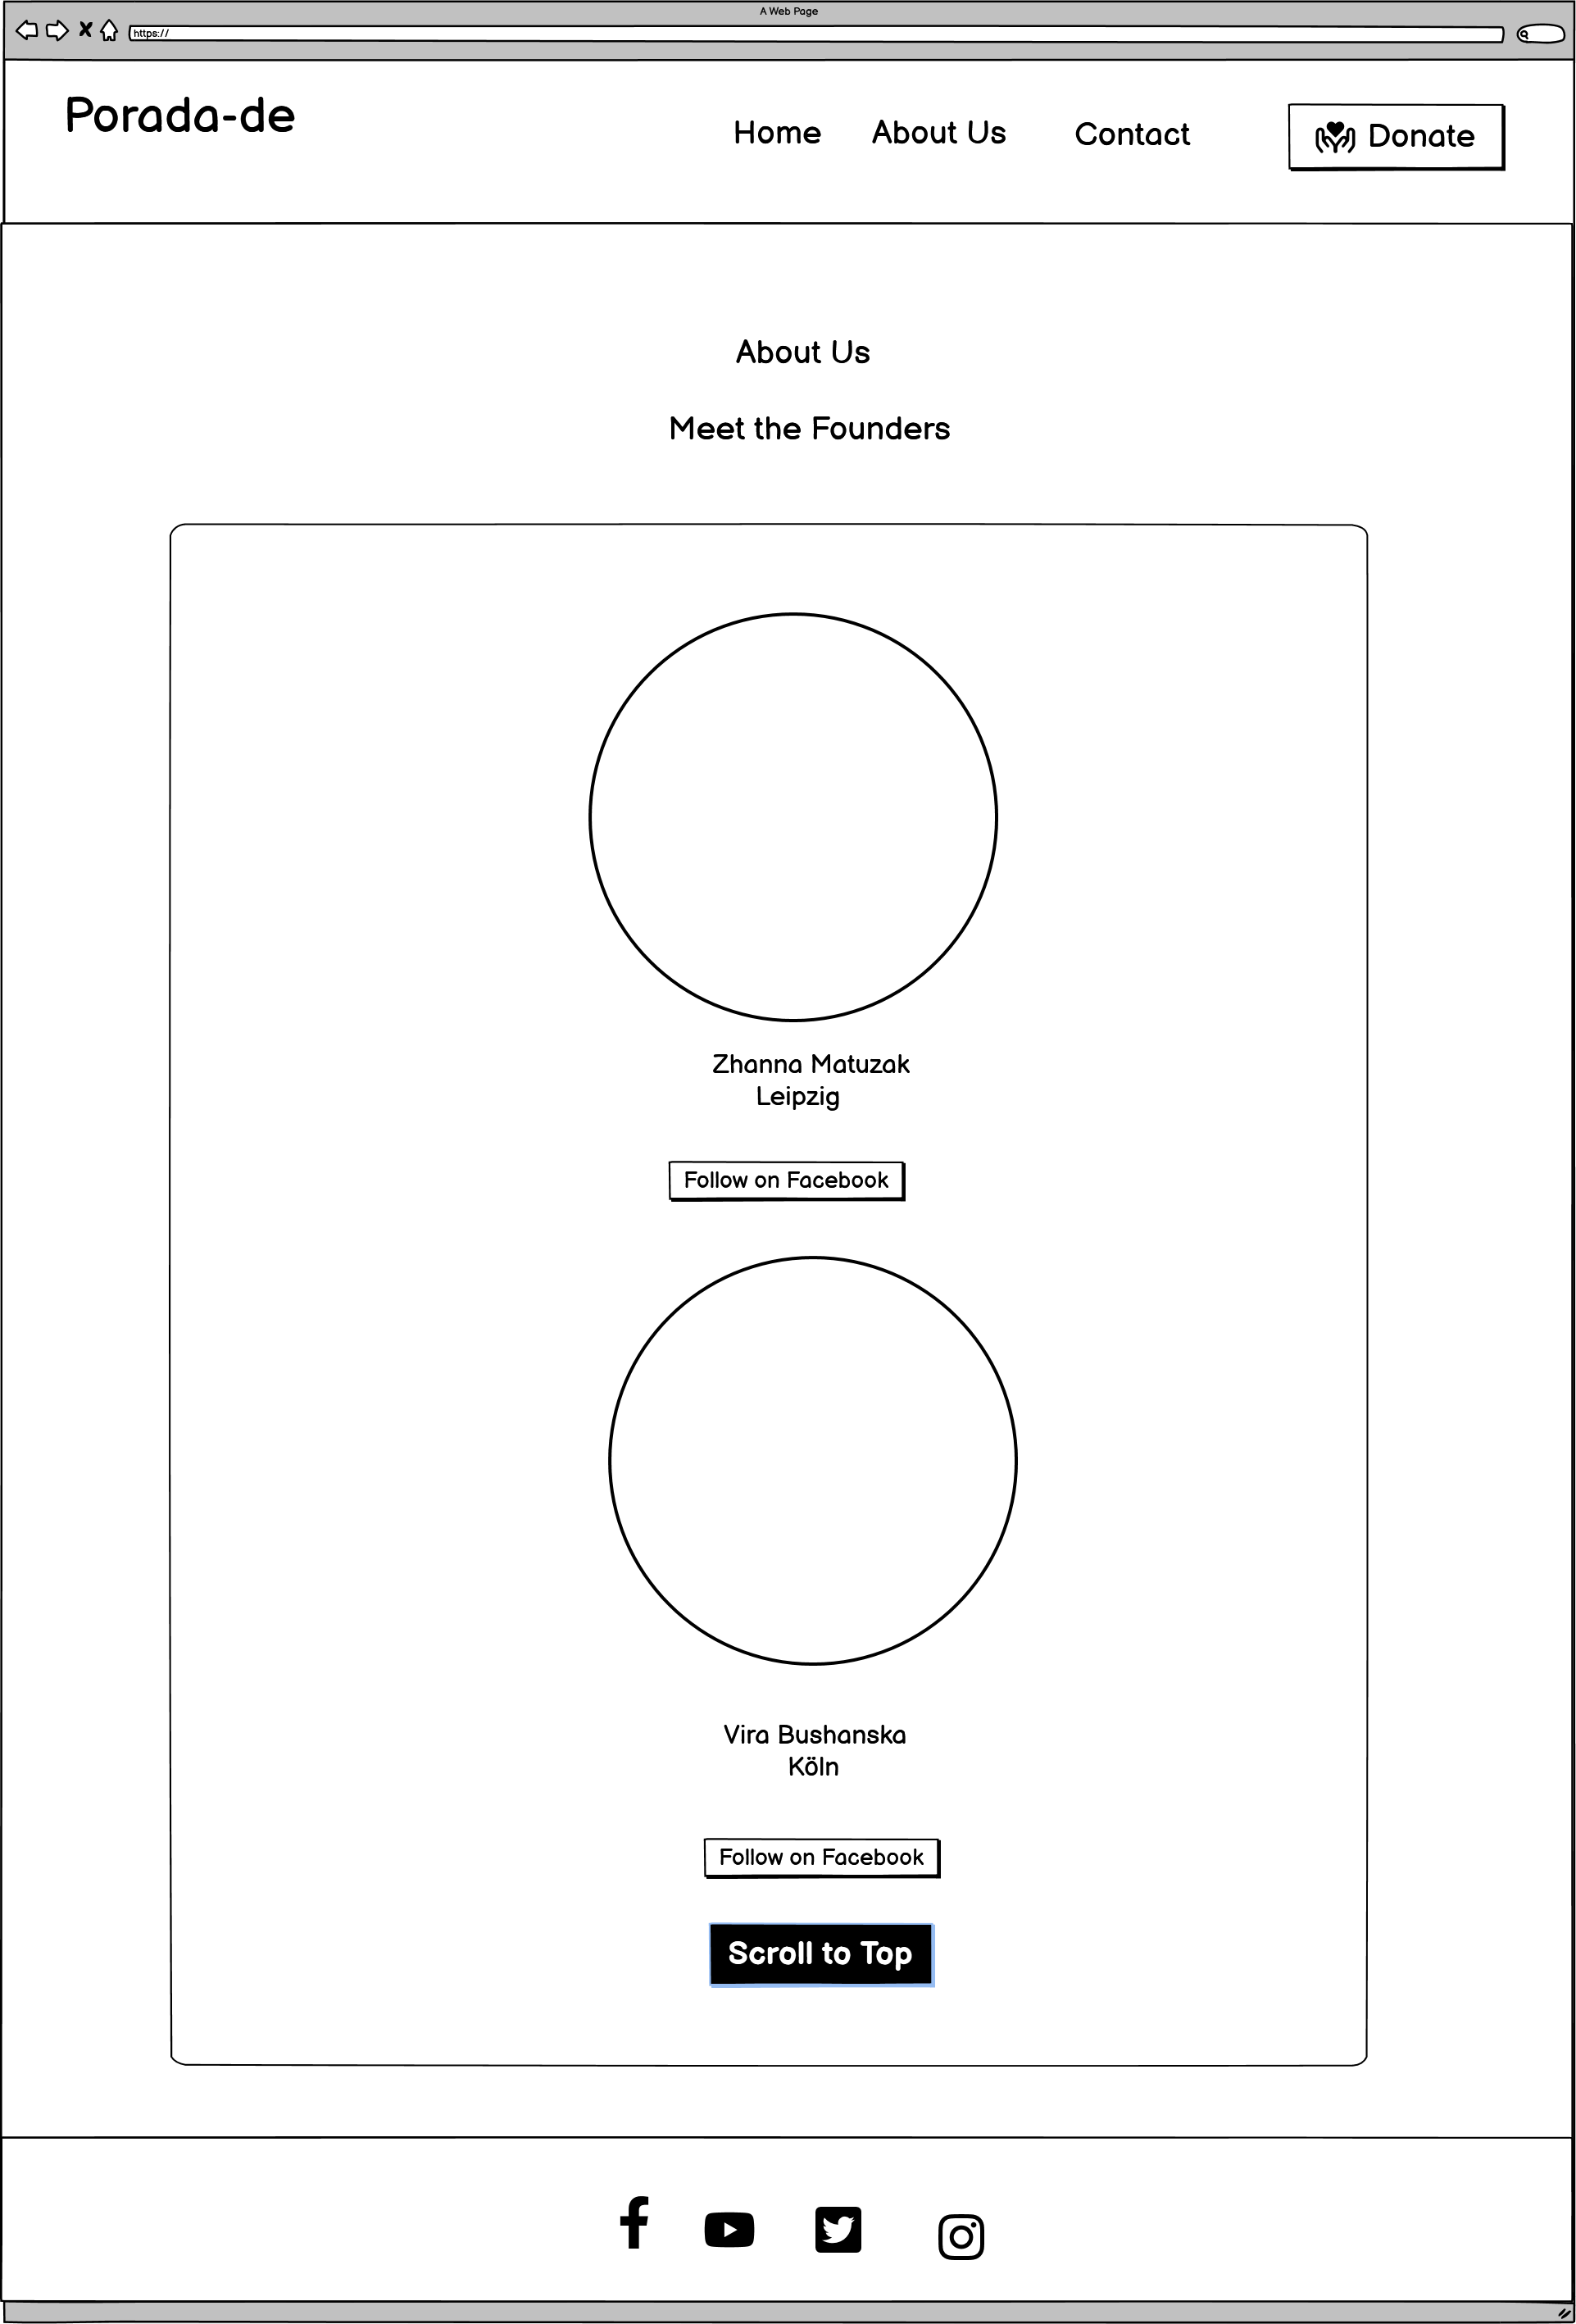 A Web Page
https://
Porada-de
Home About Us Contact Donate
About Us
Meet the Founders
Zhanna Matuzak
Leipzig
Follow on Facebook
Vira Bushanska
Köln
Follow on Facebook
Scroll to Top